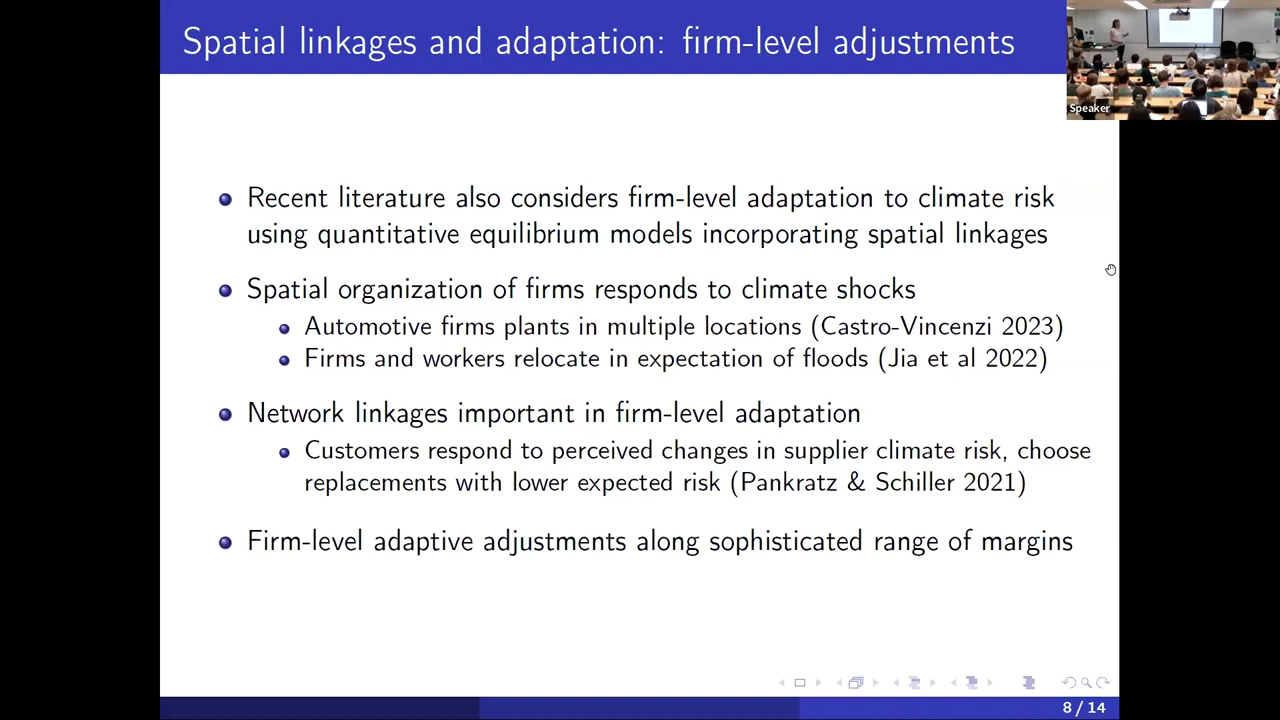 Spatial linkages and adaptation: firm-level adjustments
Speaker
Recent literature also considers firm-level adaptation to climate risk
using quantitative equilibrium models incorporating spatial linkages
Spatial organization of firms responds to climate shocks
Automotive firms plants in multiple locations (Castro-Vincenzi 2023)
Firms and workers relocate in expectation of floods (Jia et al 2022)
Network linkages important in firm-level adaptation
Customers respond to perceived changes in supplier climate risk, choose
replacements with lower expected risk (Pankratz & Schiller 2021)
Firm-level adaptive adjustments along sophisticated range of margins
8 / 14